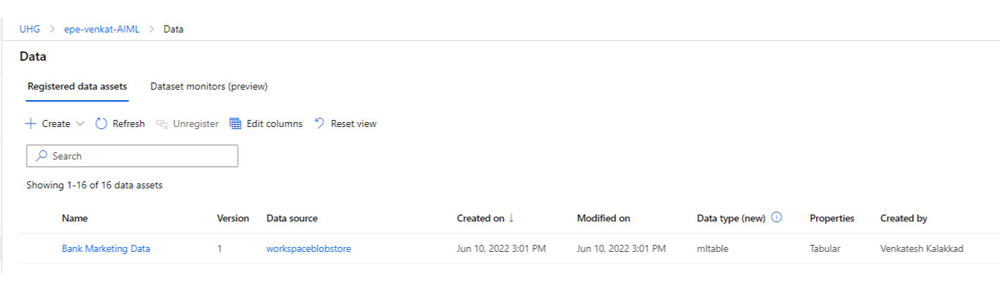 UHG > epe-venkat-AIML > Data
Data
Registered data assets Dataset monitors (preview)
Create Refresh Unregister Edit columns Reset view
Search
Showing 1-16 of 16 data assets
Name Version Data source Created on ↓ Modified on Data type (new) Properties Created by
Bank Marketing Data 1 workspaceblobstore Jun 10, 2022 3:01 PM Jun 10, 2022 3:01 PM mltable Tabular Venkatesh Kalakkad